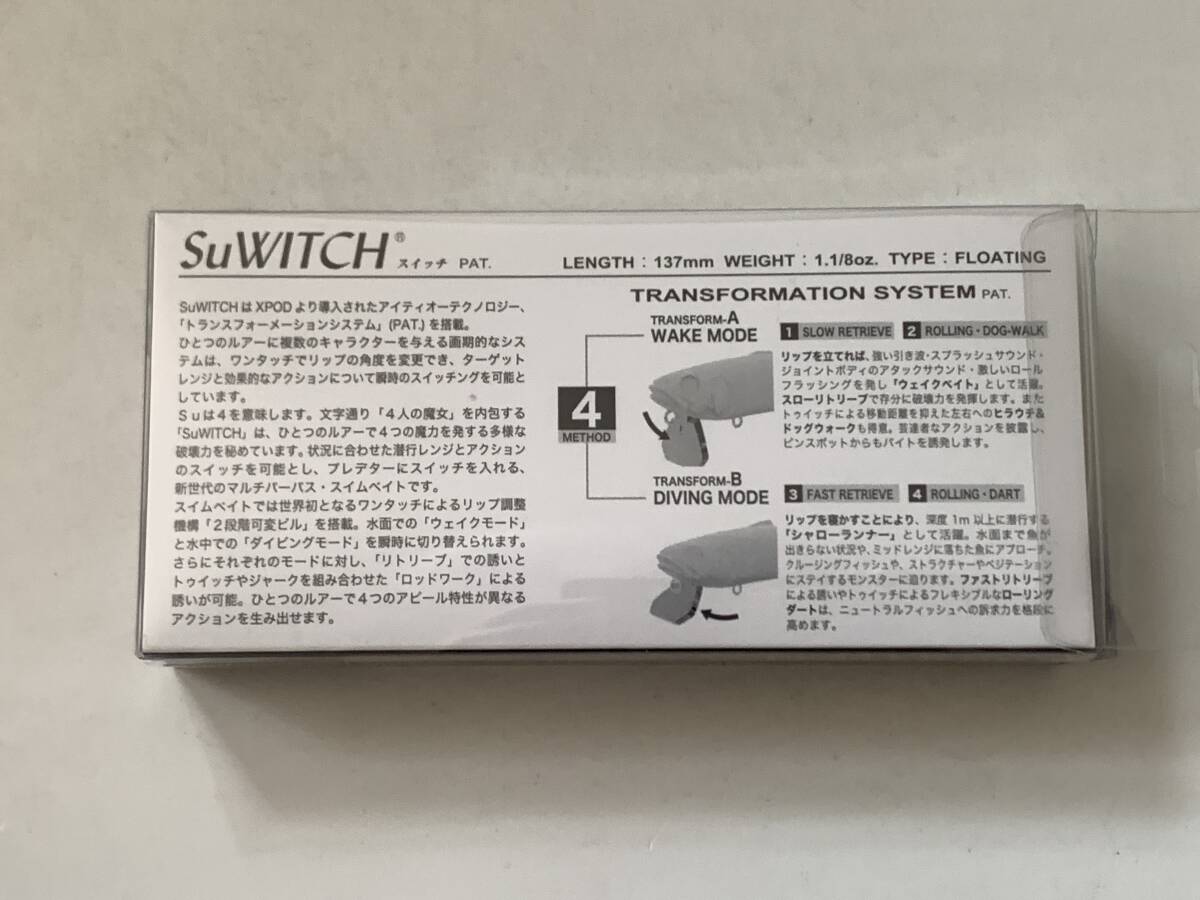 SuWITCH® スイッチ PAT.
LENGTH : 137mm WEIGHT : 1.1/8oz. TYPE : FLOATING
SuWITCHはXPODより導入されたアイティオーテクノロジー、
「トランスフォーメーションシステム」(PAT.)を搭載。
ひとつのルアーに複数のキャラクターを与える画期的なシ
ステムは、ワンタッチでリップの角度を変更でき、ターゲット
レンジと効果的なアクションについて瞬時のスイッチングを可能と
しています。
Suは4を意味します。文字通り「4人の魔女」を内包する
「SuWITCH」は、ひとつのルアーで4つの魔力を発する多様な
破壊力を秘めています。状況に合わせた潜行レンジとアクション
のスイッチを可能とし、プレデターにスイッチを入れる、
新世代のマルチパーパス・スイムベイトです。
スイムベイトでは世界初となるワンタッチによるリップ調整
機構「2段階可変ビル」を搭載。水面での「ウェイクモード」
と水中での「ダイビングモード」を瞬時に切り替えられます。
さらにそれぞれのモードに対し、「リトリーブ」での誘いと
トゥイッチやジャークを組み合わせた「ロッドワーク」による
誘いが可能。ひとつのルアーで4つのアピール特性が異なる
アクションを生み出せます。
TRANSFORMATION SYSTEM PAT.
4
METHOD
TRANSFORM-A
WAKE MODE
1 SLOW RETRIEVE 2 ROLLING・DOG-WALK
リップを立てれば、強い引き波・スプラッシュサウンド・
ジョイントボディのアタックサウンド・激しいロール
フラッシングを発し「ウェイクベイト」として活躍。
スローリトリーブで存分に破壊力を発揮します。また
トゥイッチによる移動距離を抑えた左右へのヒラウチ&
ドッグウォークも得意。芸達者なアクションを披露し、
ピンスポットからもバイトを誘発します。
TRANSFORM-B
DIVING MODE
3 FAST RETRIEVE 4 ROLLING・DART
リップを寝かすことにより、深度1m以上に潜行する
「シャローランナー」として活躍。水面まで魚が
出きらない状況や、ミッドレンジに落ちた魚にアプローチ。
クルージングフィッシュや、ストラクチャーやベジテーション
にステイするモンスターに迫ります。ファストリトリーブ
による誘いやトゥイッチによるフレキシブルなローリング
ダートは、ニュートラルフィッシュへの訴求力を格段に
高めます。